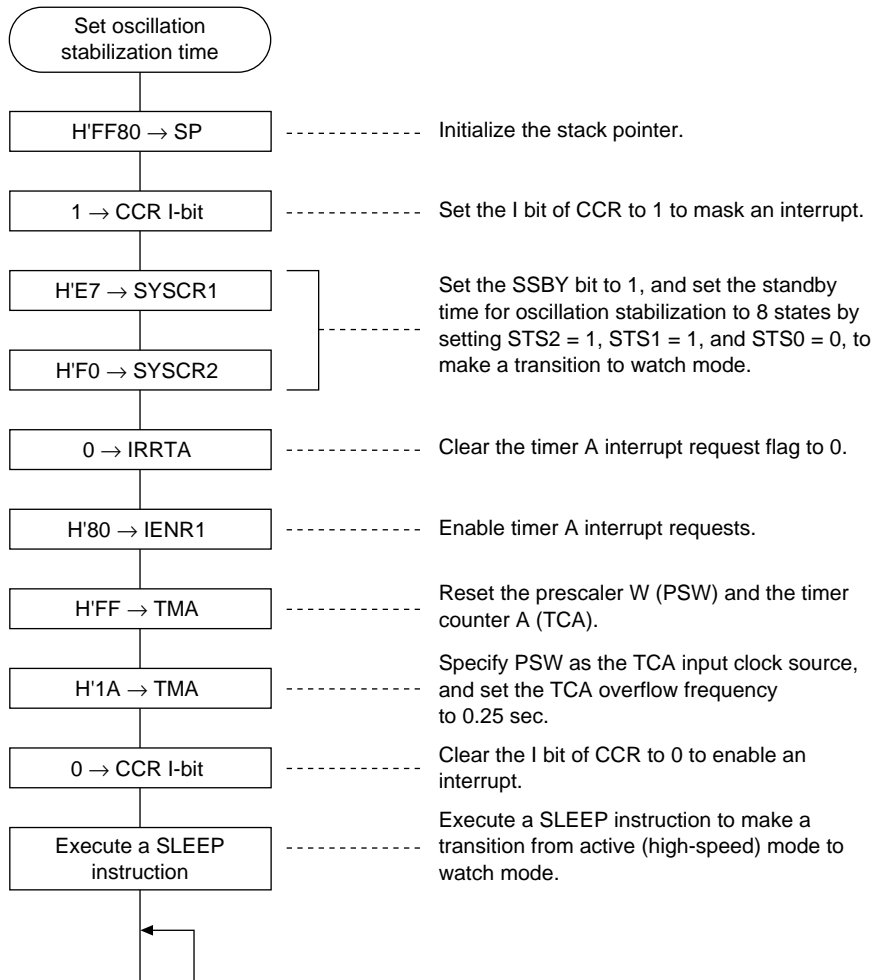 Set oscillation
stabilization time
H'FF80 → SP
Initialize the stack pointer.
1 → CCR I-bit
Set the I bit of CCR to 1 to mask an interrupt.
H'E7 → SYSCR1
H'F0 → SYSCR2
Set the SSBY bit to 1, and set the standby
time for oscillation stabilization to 8 states by
setting STS2 = 1, STS1 = 1, and STS0 = 0, to
make a transition to watch mode.
0 → IRRTA
Clear the timer A interrupt request flag to 0.
H'80 → IENR1
Enable timer A interrupt requests.
H'FF → TMA
Reset the prescaler W (PSW) and the timer
counter A (TCA).
H'1A → TMA
Specify PSW as the TCA input clock source,
and set the TCA overflow frequency
to 0.25 sec.
0 → CCR I-bit
Clear the I bit of CCR to 0 to enable an
interrupt.
Execute a SLEEP
instruction
Execute a SLEEP instruction to make a
transition from active (high-speed) mode to
watch mode.